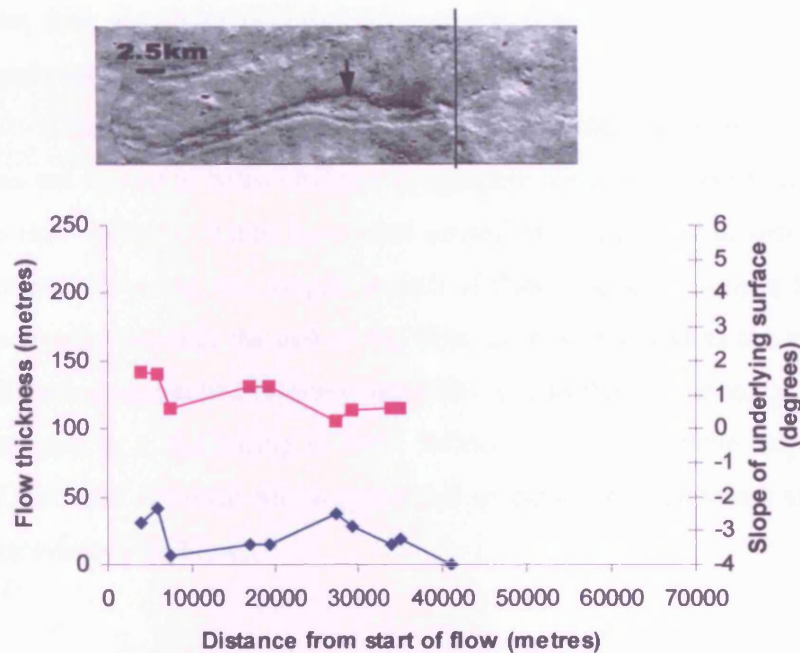 2.5km
Flow thickness (metres)
250
200
150
100
50
0
0 10000 20000 30000 40000 50000 60000 70000
Distance from start of flow (metres)
6
5
4
3
2
1
0
-1
-2
-3
-4
Slope of underlying surface
(degrees)